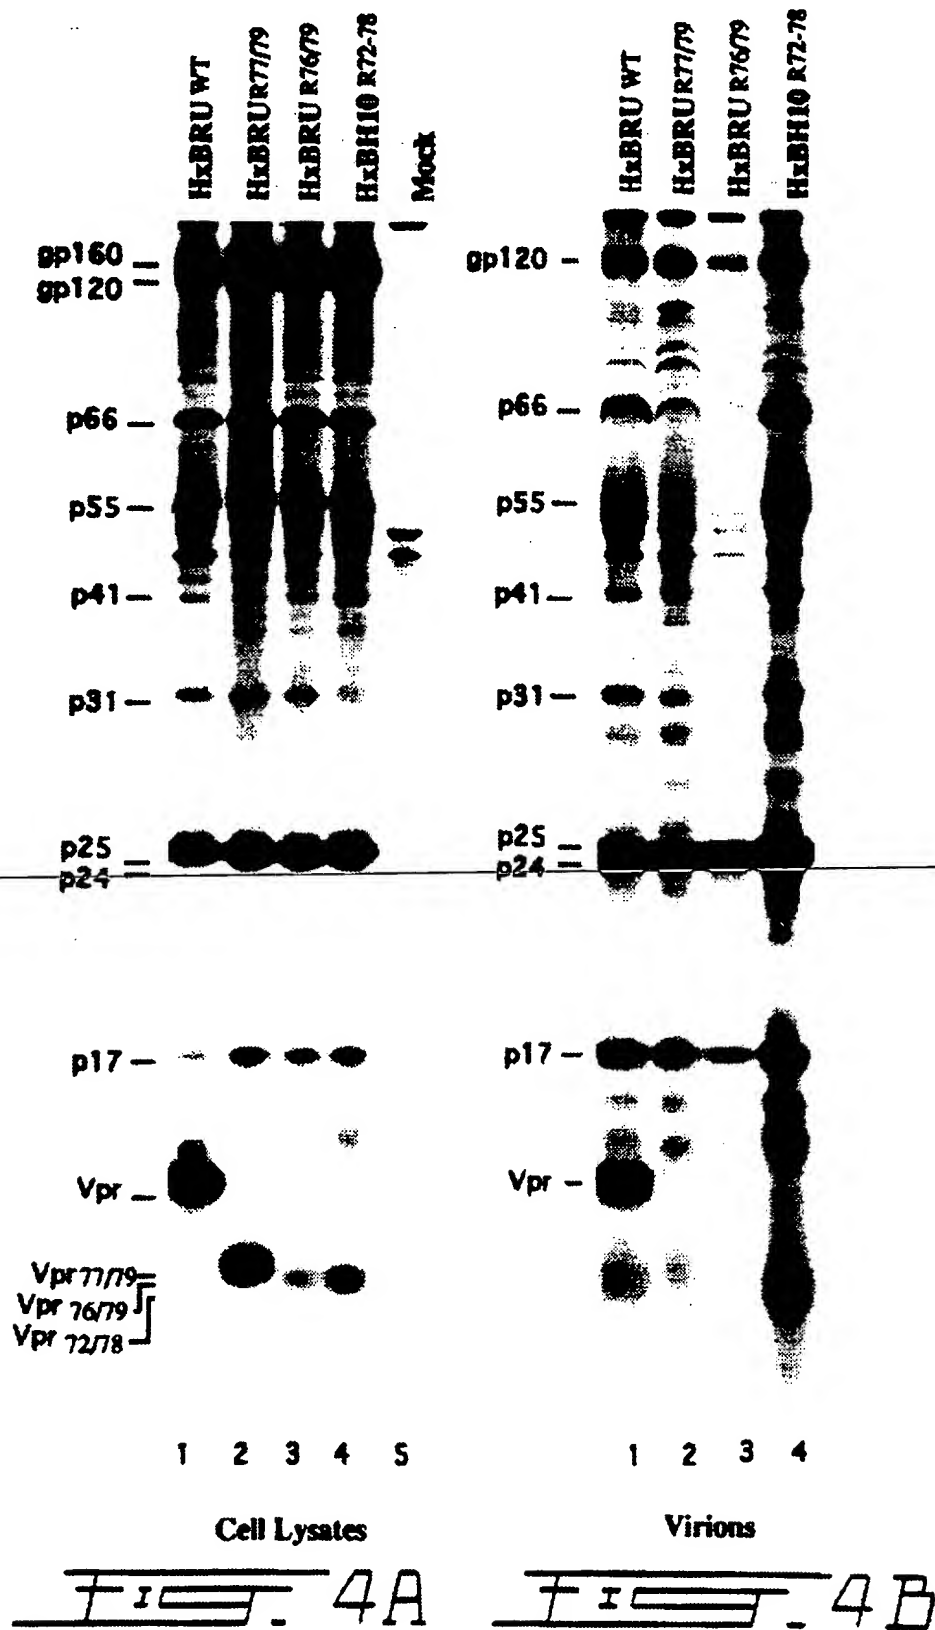 HxBRU WT
HxBRU R77/79
HxBRU R76/79
HxBH10 R72-78
Mock
gp160
gp120
p66
p55
p41
p31
p25
p24
p17
Vpr
Vpr 77/79
Vpr 76/79
Vpr 72/78
1 2 3 4 5
Cell Lysates
Fig. 4A
HxBRU WT
HxBRU R77/79
HxBRU R76/79
HxBH10 R72-78
gp120
p66
p55
p41
p31
p25
p24
p17
Vpr
1 2 3 4
Virions
Fig. 4B